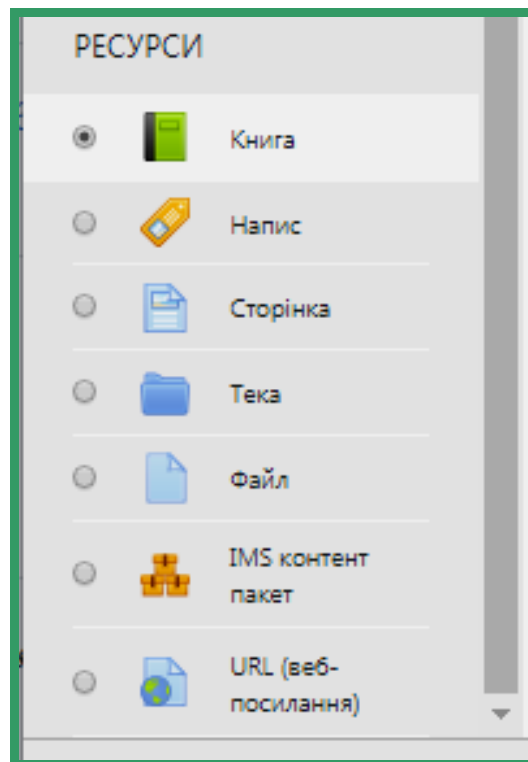 РЕСУРСИ
Книга
Напис
Сторінка
Тека
Файл
IMS контент
пакет
URL (веб-
посилання)